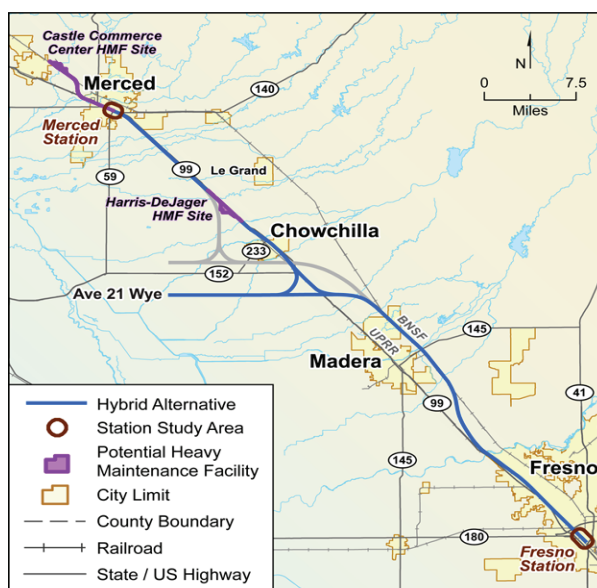 Castle Commerce
Center HMF Site
Merced
N
0 7.5
Miles
140
Merced
Station
59
99
Le Grand
Harris-DeJager
HMF Site
Chowchilla
233
152
Ave 21 Wye
BNSF
UPRR
145
Madera
99
41
145
Fresno
180
Fresno
Station
Hybrid Alternative
Station Study Area
Potential Heavy
Maintenance Facility
City Limit
County Boundary
Railroad
State / US Highway